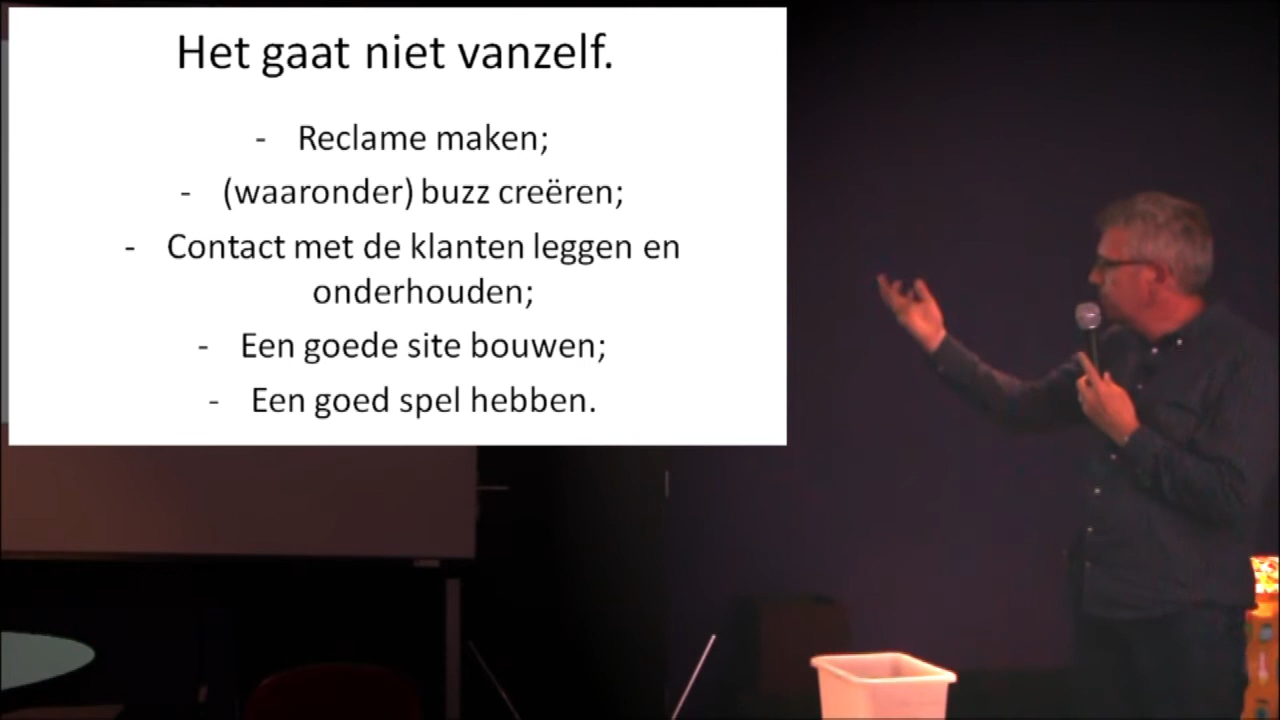 Het gaat niet vanzelf.
- Reclame maken;
- (waaronder) buzz creëren;
- Contact met de klanten leggen en
onderhouden;
- Een goede site bouwen;
- Een goed spel hebben.